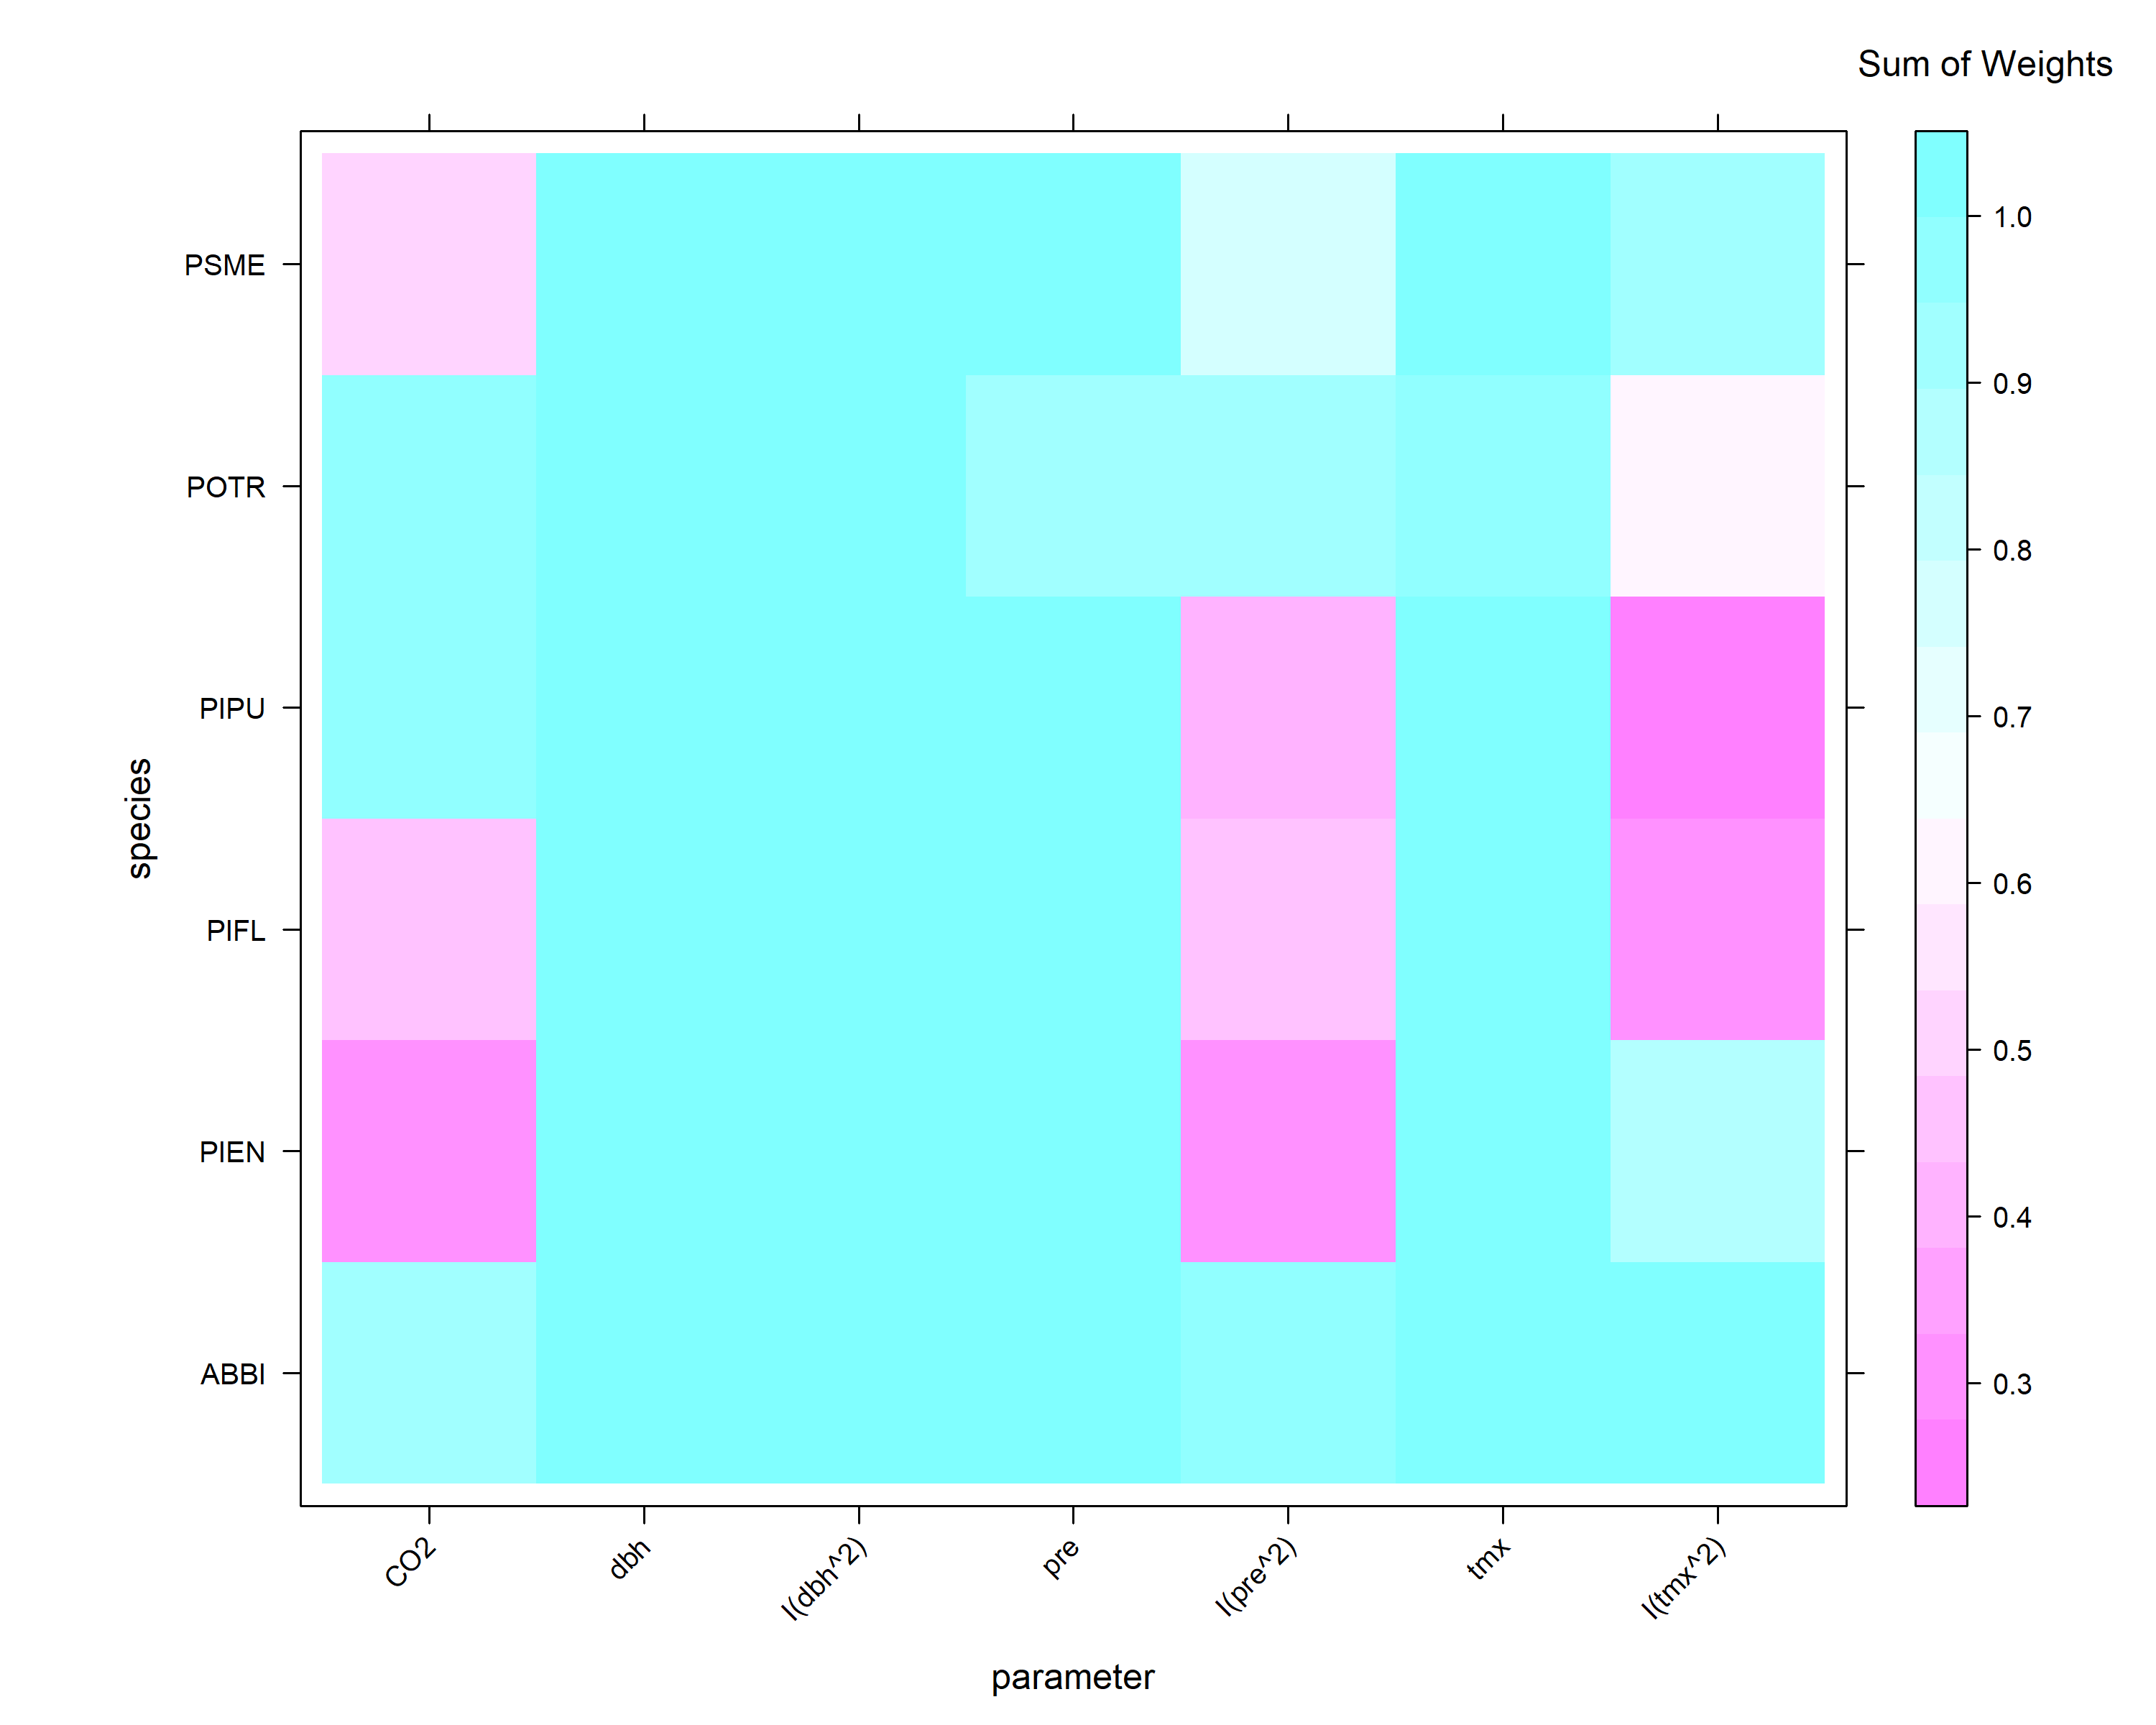 Sum of Weights
PSME
POTR
PIPU
PIFL
PIEN
ABBI
species
1.0
0.9
0.8
0.7
0.6
0.5
0.4
0.3
CO2
dbh
I(dbh^2)
pre
I(pre^2)
tmx
I(tmx^2)
parameter